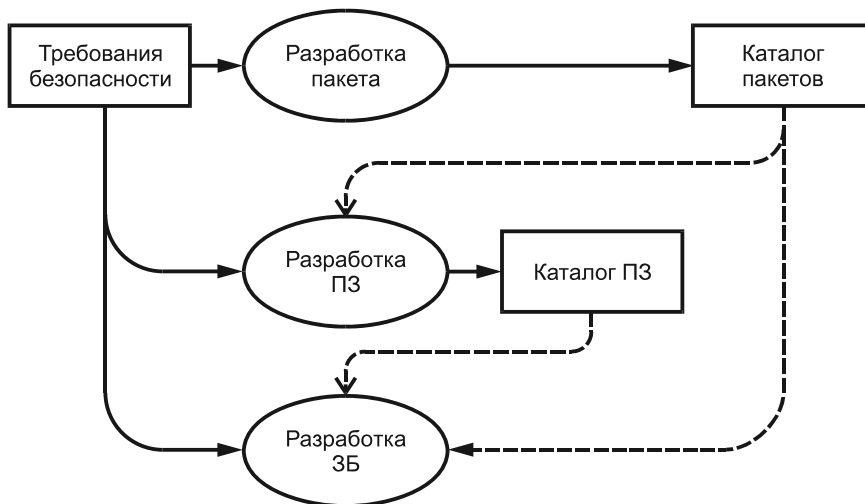 Требования
безопасности
Разработка
пакета
Каталог
пакетов
Разработка
ПЗ
Каталог ПЗ
Разработка
ЗБ